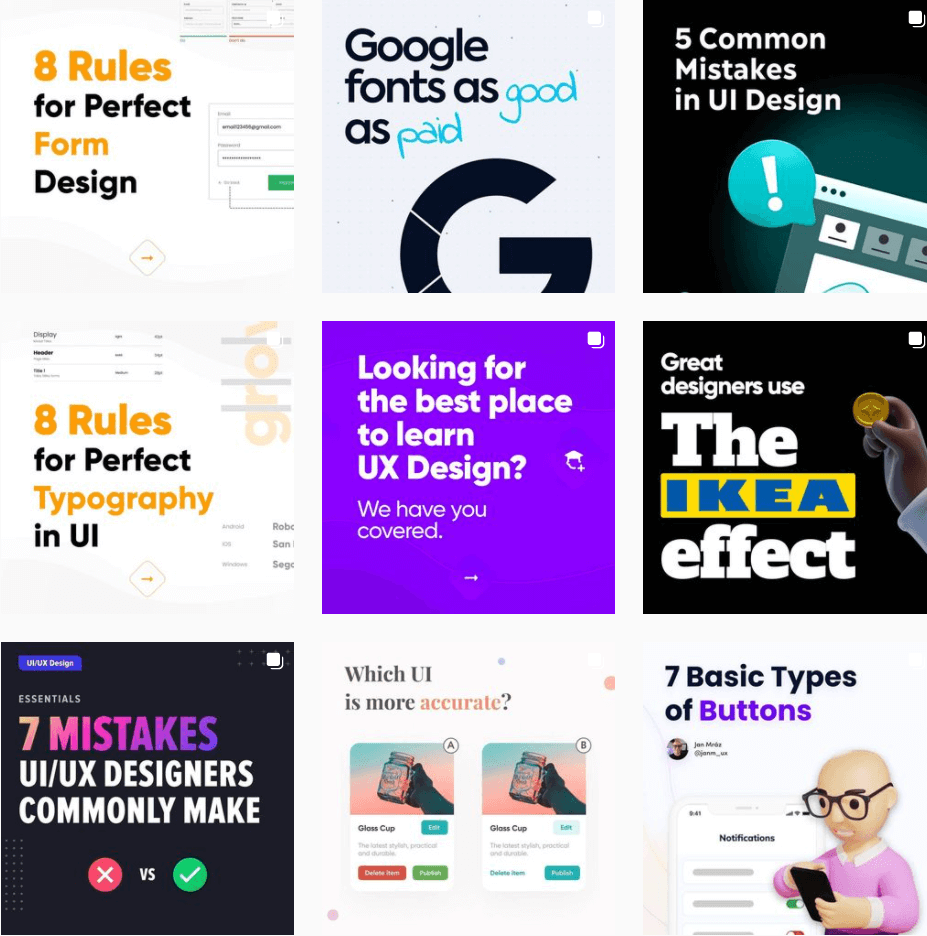 8 Rules
for Perfect
Form
Design
Email
email123456@gmail.com
Password
Go back
Google
fonts as good
as paid
5 Common
Mistakes
in UI Design
Display
Header
Title 1
8 Rules
for Perfect
Typography
in UI
grow
Android
Robo
iOS
San
Windows
Sego
Looking for
the best place
to learn
UX Design?
We have you
covered.
Great
designers use
The
IKEA
effect
UI/UX Design
ESSENTIALS
7 MISTAKES
UI/UX DESIGNERS
COMMONLY MAKE
VS
Which UI
is more accurate?
A
Glass Cup
Edit
The latest stylish, practical
and durable.
Delete item
Publish
B
Glass Cup
Edit
The latest stylish, practical
and durable.
Delete item
Publish
7 Basic Types
of Buttons
Jan Mráz
@janm_ux
9:41
Notifications